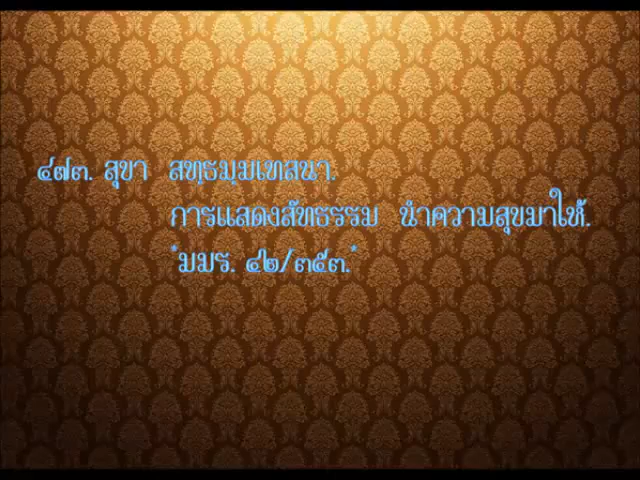 ๔๗๓. สุขา สทฺธมฺมเทสนา.
การแสดงสัทธรรม นำความสุขมาให้.
"มมร. ๔๒/๓๕๓."